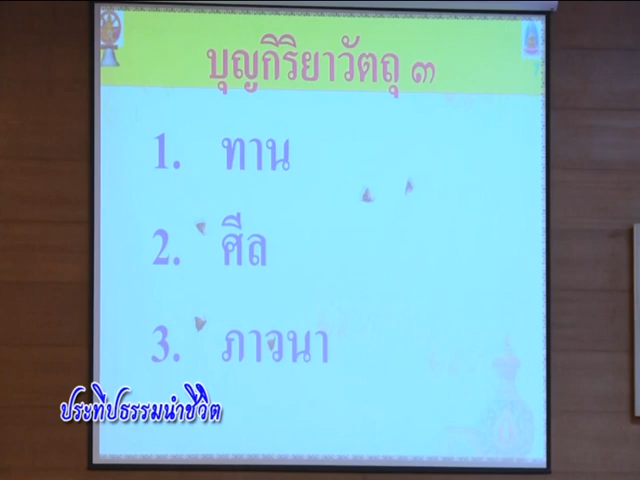 บุญกิริยาวัตถุ ๓
1. ทาน
2. ศีล
3. ภาวนา
ประทีปธรรมนำชีวิต